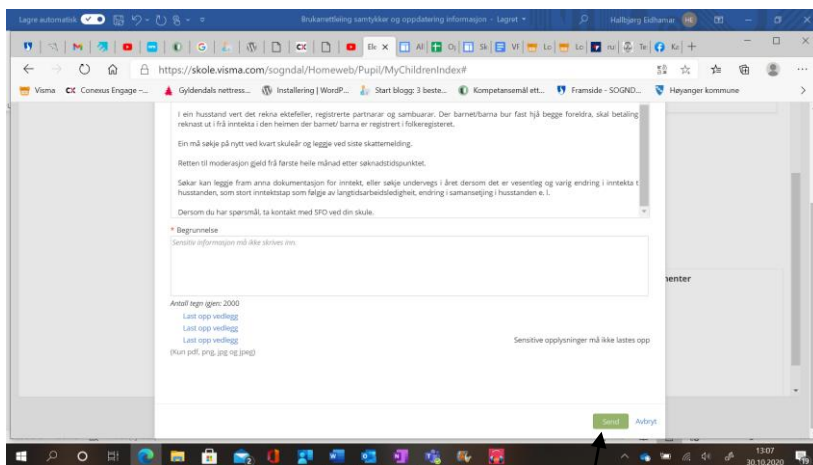 Lagre automatisk
Brukarrettleiing samtykkar og oppdatering informasjon - Lagret
Hallbjørg Eidhamar HE
Ele
https://skole.visma.com/sogndal/Homeweb/Pupil/MyChildrenIndex#
Visma Conexus Engage -... Gyldendals nettress... Installering | WordP... Start blogg: 3 beste... Kompetansemål ett... Framside - SOGND... Høyanger kommune
I ein husstand vert det rekna ektefeller, registrerte partnarar og sambuarar. Der barnet/barna bur fast hjå begge foreldra, skal betaling
reknast ut i frå inntekta i den heimen der barnet/ barna er registrert i folkeregisteret.
Ein må søkje på nytt ved kvart skuleår og leggje ved siste skattemelding.
Retten til moderasjon gjeld frå første heile månad etter søknadstidspunktet.
Søkar kan leggje fram anna dokumentasjon for inntekt, eller søkje undervegs i året dersom det er vesentleg og varig endring i inntekta t
husstanden, som stort inntektstap som følgje av langtidsarbeidsledigheit, endring i samansetjing i husstanden e. l.
Dersom du har spørsmål, ta kontakt med SFO ved din skule.
* Begrunnelse
Sensitiv informasjon må ikke skrives inn.
menter
Antall tegn igjen: 2000
Last opp vedlegg
Last opp vedlegg
Last opp vedlegg
Sensitive opplysninger må ikke lastes opp
(Kun pdf, png, jpg og jpeg)
Send Avbryt
13:07
30.10.2020